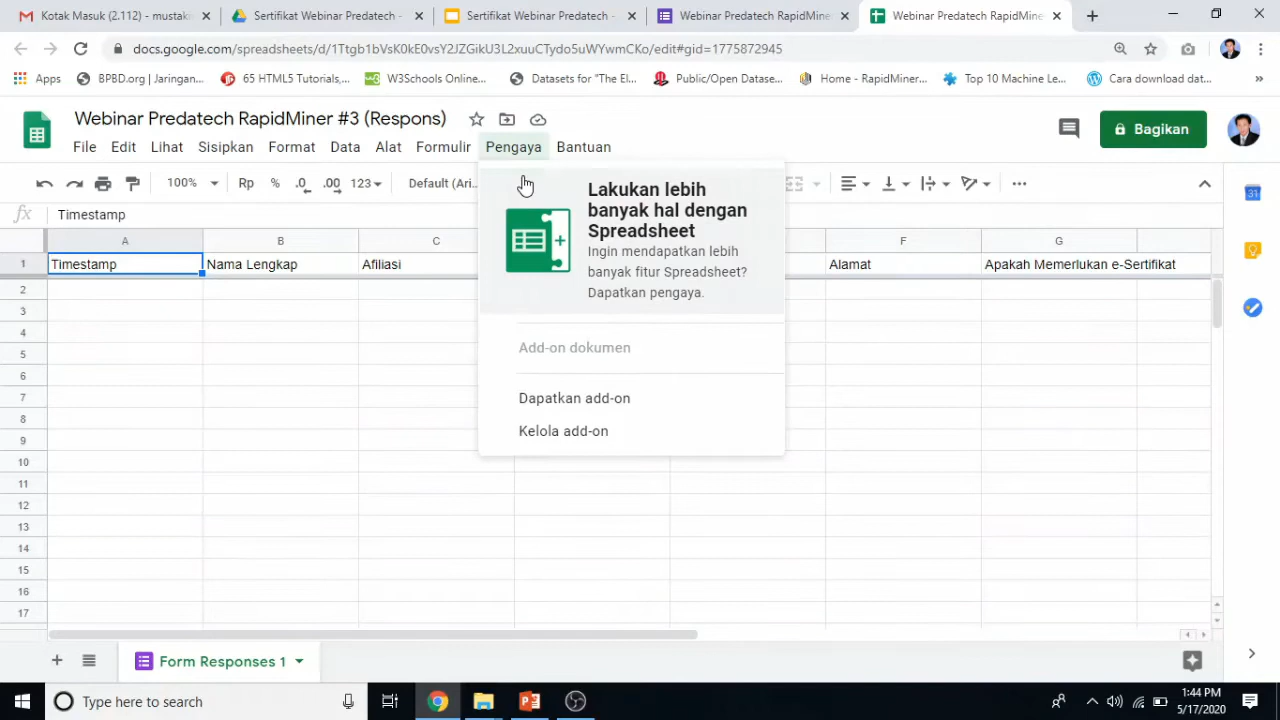 Kotak Masuk (2.112) - mustak
Sertifikat Webinar Predatech
Sertifikat Webinar Predatech -
Webinar Predatech RapidMiner
Webinar Predatech RapidMiner #
docs.google.com/spreadsheets/d/1Ttgb1bVsK0kE0vsY2JZGikU3L2xuuCTydo5uWYwmCKo/edit#gid=1775872945
Apps
BPBD.org | Jaringan...
65 HTML5 Tutorials,...
W3Schools Online...
Datasets for "The El...
Public/Open Datase...
Home - RapidMiner...
Top 10 Machine Le...
Cara download dat...
»
Webinar Predatech RapidMiner #3 (Respons)
Bagikan
File Edit Lihat Sisipkan Format Data Alat Formulir Pengaya Bantuan
100% Rp % .0 .00 123 Default (Ari...
fx Timestamp
A B C F G
1 Timestamp Nama Lengkap Afiliasi Alamat Apakah Memerlukan e-Sertifikat
2
3
4
5
6
7
8
9
10
11
12
13
14
15
16
17
Lakukan lebih
banyak hal dengan
Spreadsheet
Ingin mendapatkan lebih
banyak fitur Spreadsheet?
Dapatkan pengaya.
Add-on dokumen
Dapatkan add-on
Kelola add-on
31
Form Responses 1
Type here to search
1:44 PM
5/17/2020